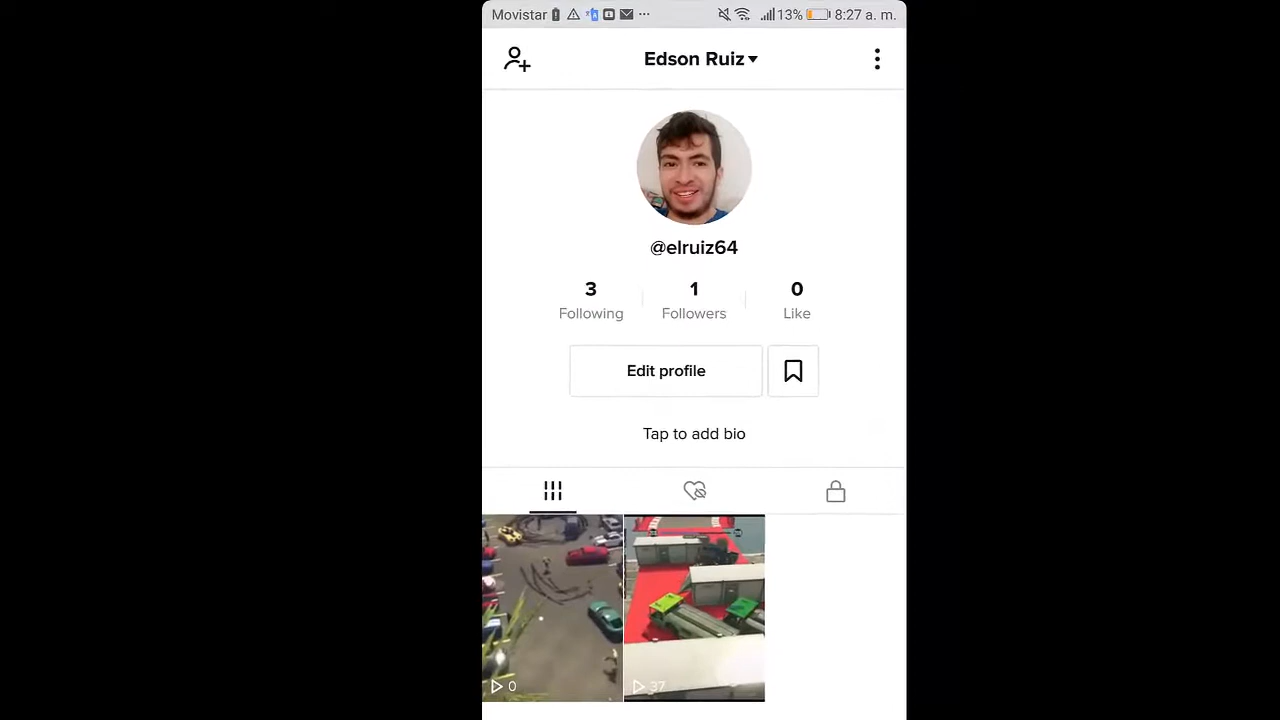 Movistar 13% 8:27 a. m.
Edson Ruiz
@elruiz64
3 1 0
Following Followers Like
Edit profile
Tap to add bio
0 37